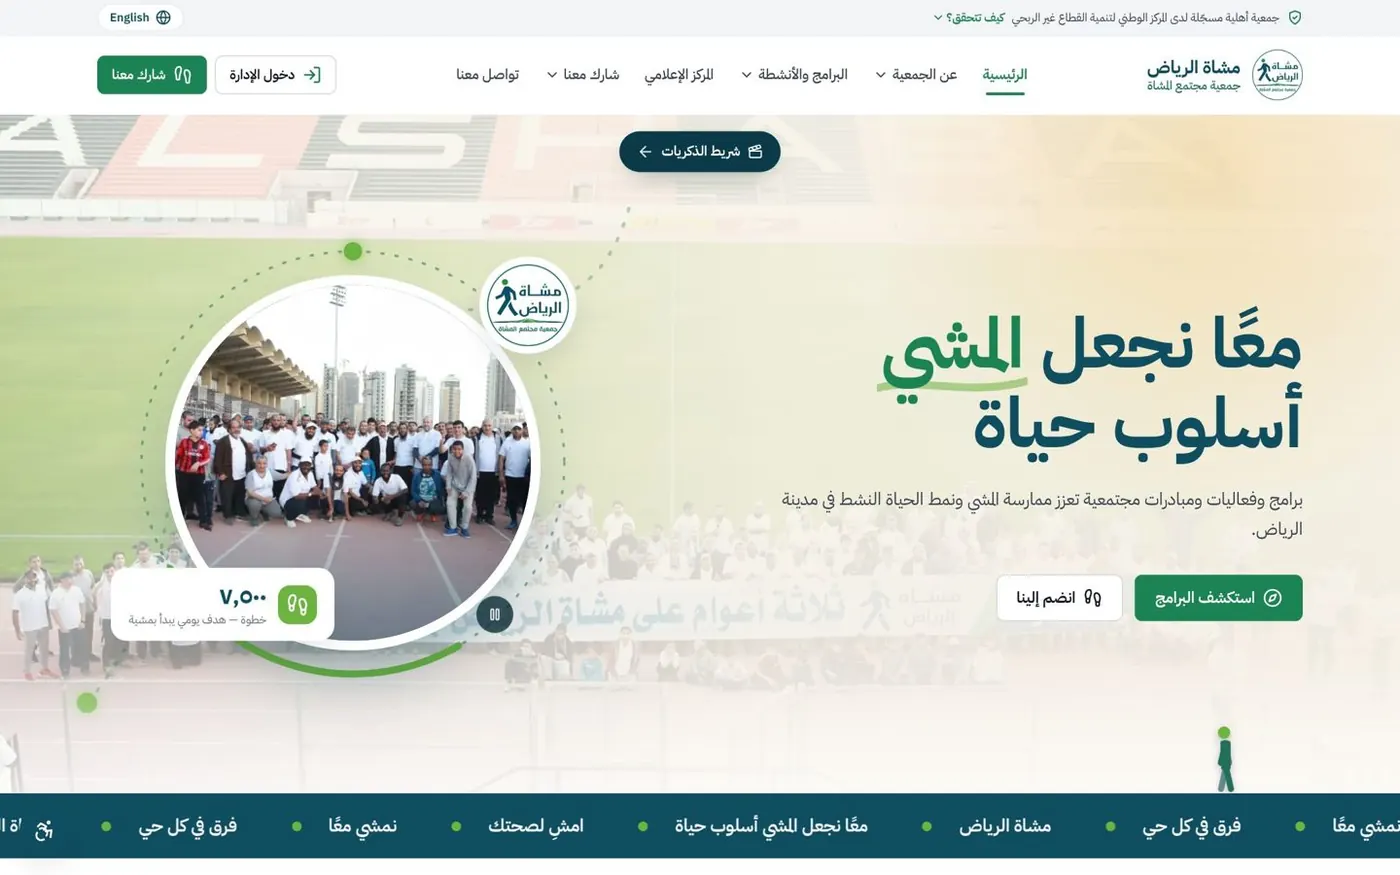 جمعية أهلية مسجّلة لدى المركز الوطني لتنمية القطاع غير الربحي كيف تتحقق؟
English
مشاة الرياض
جمعية مجتمع المشاة
الرئيسية
عن الجمعية
البرامج والأنشطة
المركز الإعلامي
شارك معنا
تواصل معنا
دخول الإدارة
شارك معنا
شريط الذكريات
مشاة
الرياض
جمعية مجتمع المشاة
معًا نجعل المشي
أسلوب حياة
برامج وفعاليات ومبادرات مجتمعية تعزز ممارسة المشي ونمط الحياة النشط في مدينة
الرياض.
استكشف البرامج
انضم إلينا
٧,٥٠٠
خطوة – هدف يومي يبدأ بمشية
ثلاثة اعوام على مشاة الر
نمشي معًا
فرق في كل حي
مشاة الرياض
معًا نجعل المشي أسلوب حياة
امشِ لصحتك
نمشي معًا
فرق في كل حي